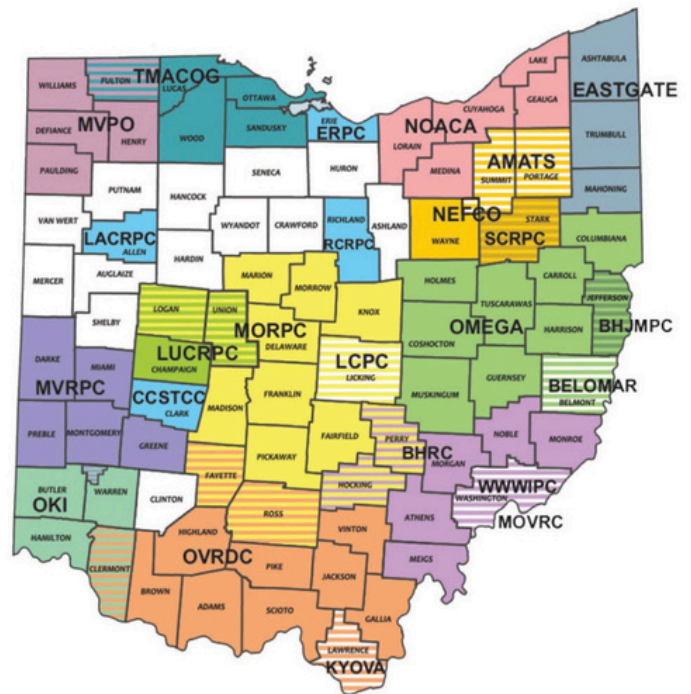 LAKE
ASHTABULA
WILLIAMS
FULTON
TMACOG
LUCAS
OTTAWA
GEAUGA
EASTGATE
CUYAHOGA
ERIE
ERPC
NOACA
DEFIANCE
MVPO
HENRY
WOOD
SANDUSKY
LORAIN
TRUMBULL
SENECA
HURON
MEDINA
AMATS
SUMMIT
PORTAGE
PAULDING
PUTNAM
HANCOCK
MAHONING
VAN WERT
WYANDOT
CRAWFORD
RICHLAND
ASHLAND
NEFCO
STARK
LACRPC
ALLEN
RCRPC
WAYNE
SCRPC
COLUMBIANA
HARDIN
MERCER
AUGLAIZE
MARION
MORROW
HOLMES
CARROLL
JEFFERSON
LOGAN
UNION
KNOX
TUSCARAWAS
SHELBY
MORPC
DELAWARE
COSHOCTON
OMEGA
HARRISON
BHJMPC
DARKE
MIAMI
LUCRPC
CHAMPAIGN
LCPC
LICKING
GUERNSEY
BELOMAR
BELMONT
MVRPC
CCSTCC
CLARK
MADISON
FRANKLIN
MUSKINGUM
PREBLE
MONTGOMERY
GREENE
FAIRFIELD
PERRY
NOBLE
MONROE
PICKAWAY
BHRC
MORGAN
FAYETTE
HOCKING
WWWIPC
WASHINGTON
MOVRC
BUTLER
OKI
WARREN
CLINTON
ROSS
ATHENS
HAMILTON
HIGHLAND
VINTON
OVRDC
MEIGS
CLERMONT
PIKE
JACKSON
BROWN
ADAMS
SCIOTO
GALLIA
LAWRENCE
KYOVA